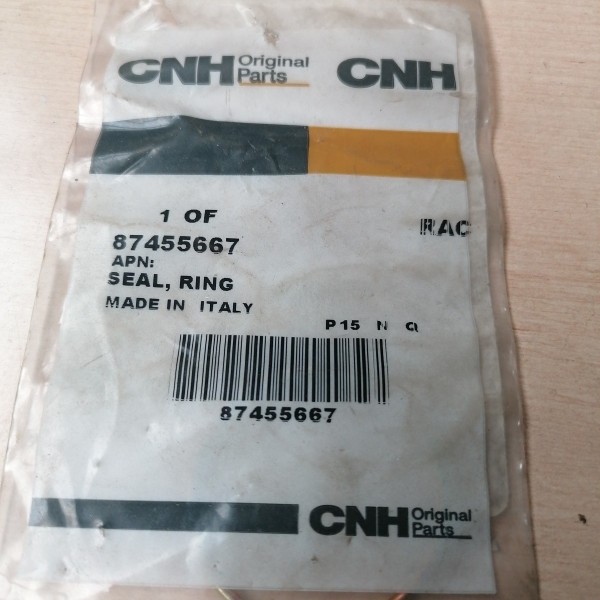 CNH Original Parts CNH
1 OF
RAC
87455667
APN:
SEAL, RING
MADE IN ITALY
P15 N Q
87455667
CNH Original Parts